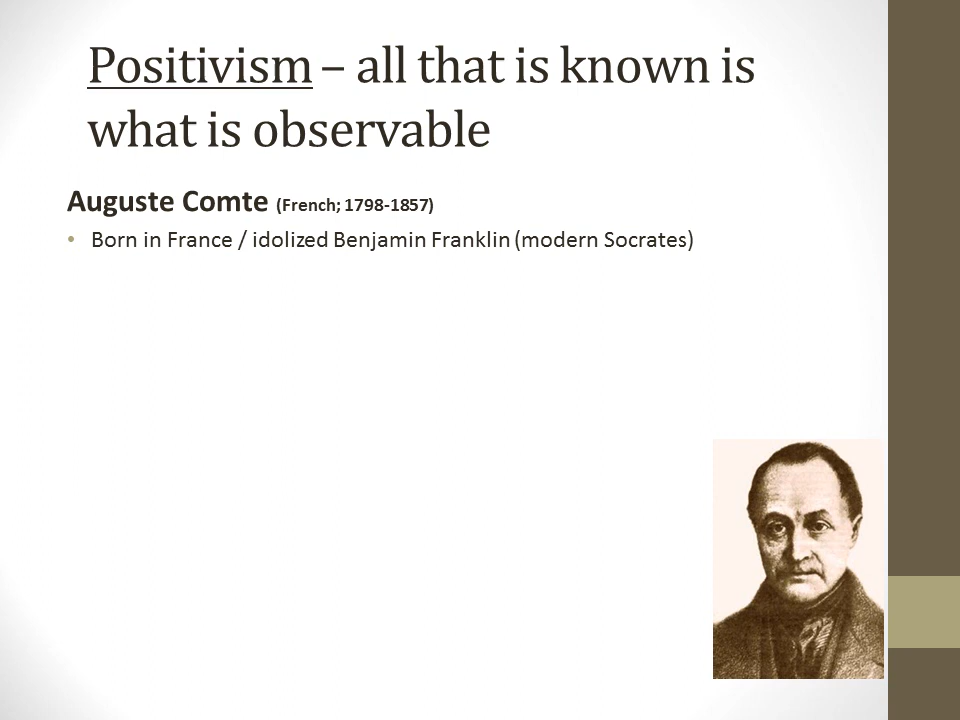 Positivism – all that is known is
what is observable
Auguste Comte (French; 1798-1857)
• Born in France / idolized Benjamin Franklin (modern Socrates)